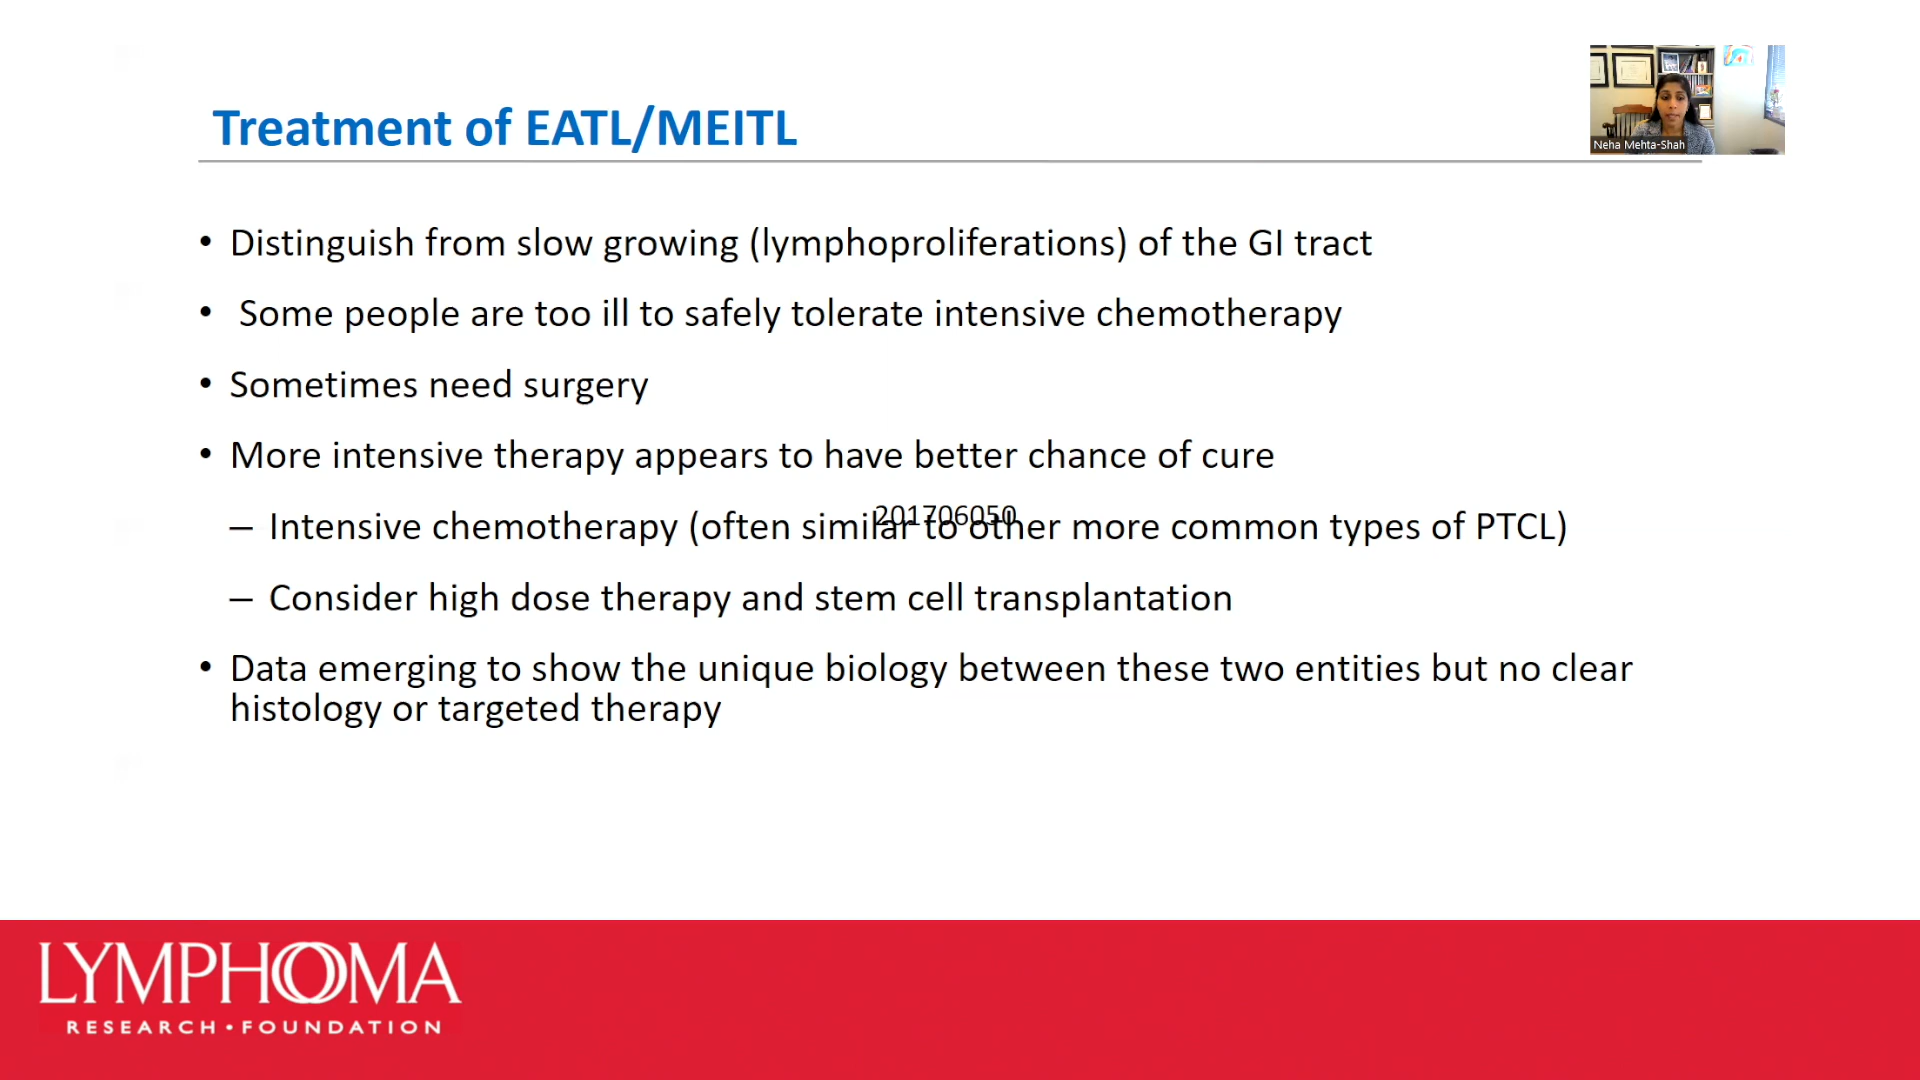 Treatment of EATL/MEITL
Neha Mehta-Shah
• Distinguish from slow growing (lymphoproliferations) of the GI tract
• Some people are too ill to safely tolerate intensive chemotherapy
• Sometimes need surgery
• More intensive therapy appears to have better chance of cure
201706050
– Intensive chemotherapy (often similar to other more common types of PTCL)
– Consider high dose therapy and stem cell transplantation
• Data emerging to show the unique biology between these two entities but no clear
histology or targeted therapy
LYMPHOMA
RESEARCH • FOUNDATION